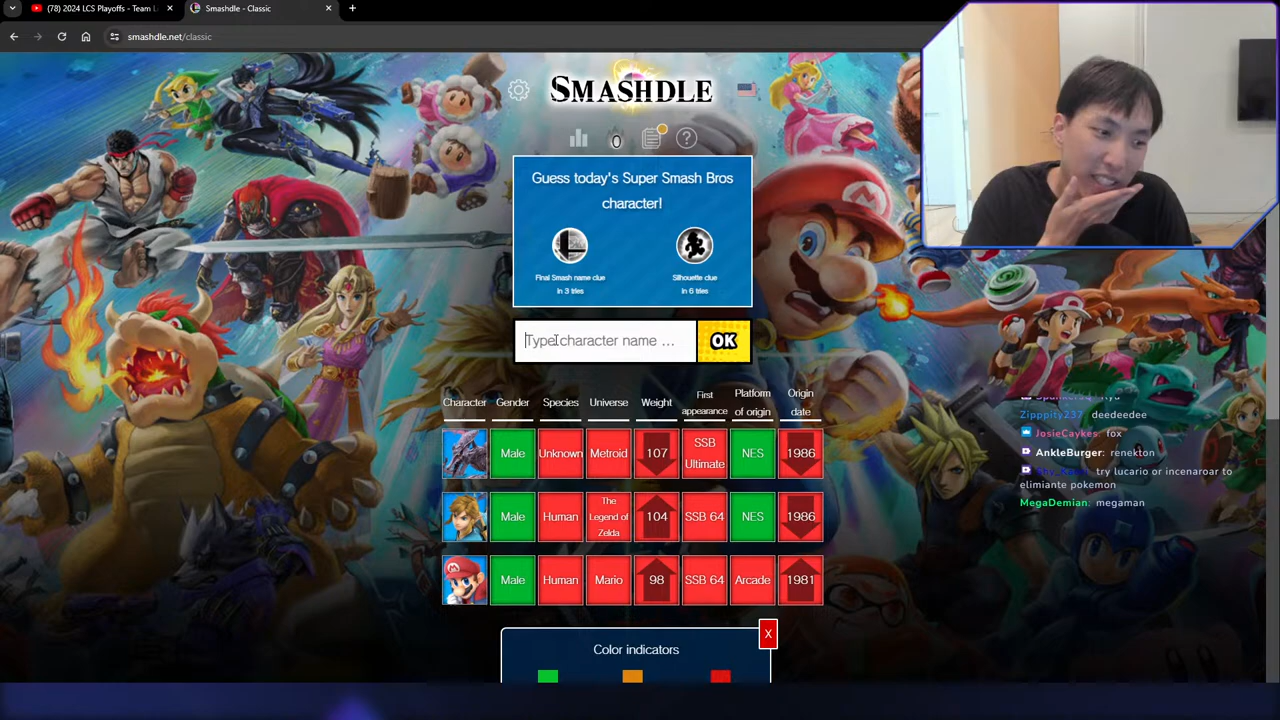 (78) 2024 LCS Playoffs - Team L
Smashdle - Classic
smashdle.net/classic
SMASHDLE
Guess today's Super Smash Bros
character!
Final Smash name clue
in 3 tries
Silhouette clue
in 6 tries
Type character name ...
OK
Character Gender Species Universe Weight First appearance Platform of origin Origin date
Male Unknown Metroid 107 SSB Ultimate NES 1986
Male Human The Legend of Zelda 104 SSB 64 NES 1986
Male Human Mario 98 SSB 64 Arcade 1981
X
Color indicators
Zipppity237 deedeedee
JosieCaykes: fox
AnkleBurger: renekton
try lucario or incenaroar to
elimiante pokemon
MegaDemian: megaman